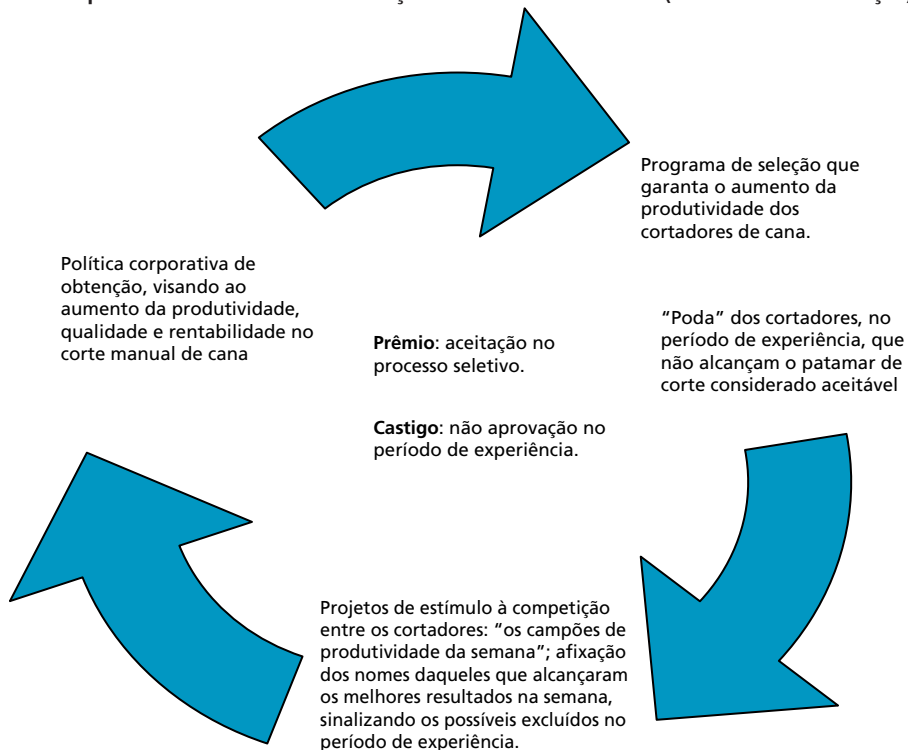 Política corporativa de
obtenção, visando ao
aumento da produtividade,
qualidade e rentabilidade no
corte manual de cana
Programa de seleção que
garanta o aumento da
produtividade dos
cortadores de cana.
“Poda” dos cortadores, no
período de experiência, que
não alcançam o patamar de
corte considerado aceitável
Prêmio: aceitação no
processo seletivo.
Castigo: não aprovação no
período de experiência.
Projetos de estímulo à competição
entre os cortadores: “os campões de
produtividade da semana”; afixação
dos nomes daqueles que alcançaram
os melhores resultados na semana,
sinalizando os possíveis excluídos no
período de experiência.